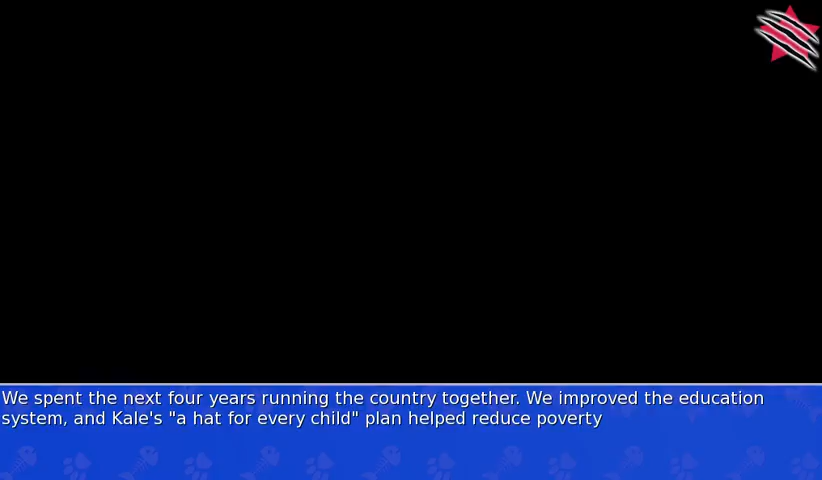 We spent the next four years running the country together. We improved the education
system, and Kale's "a hat for every child" plan helped reduce poverty